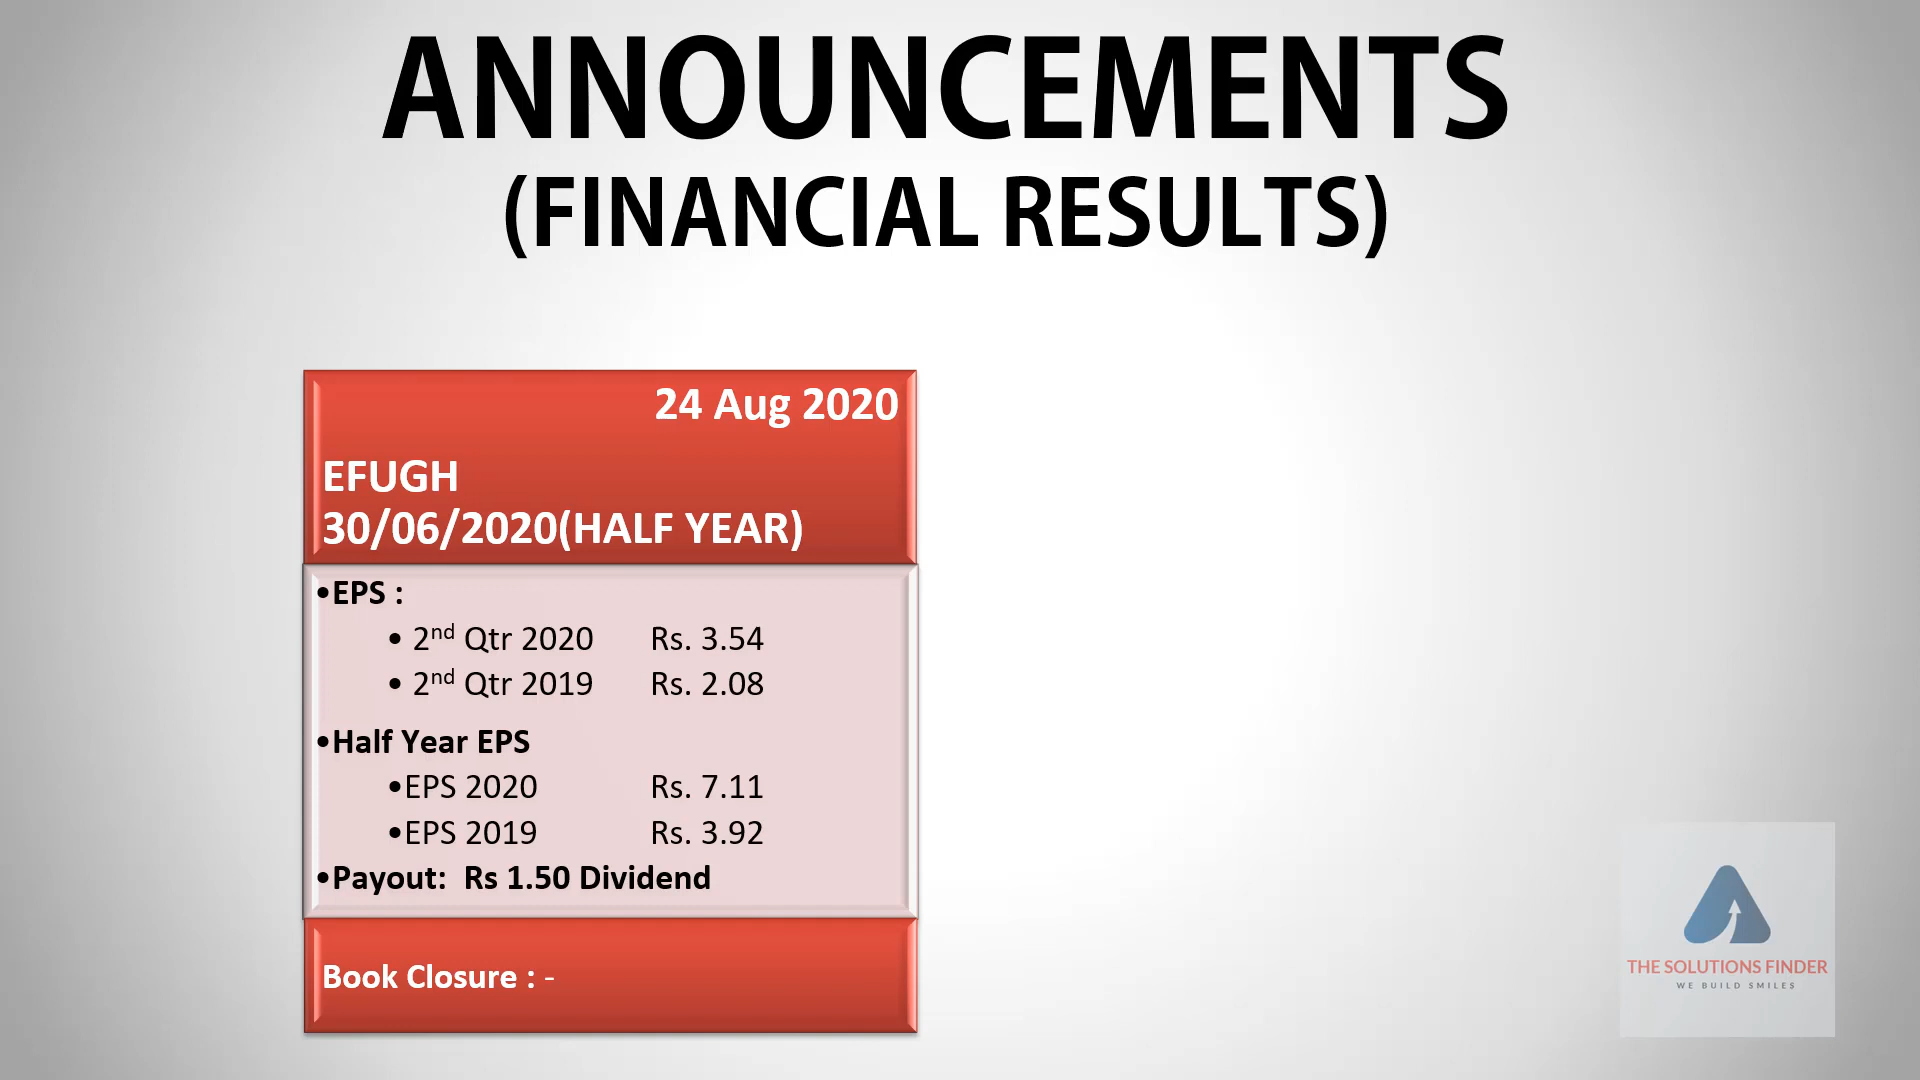 ANNOUNCEMENTS
(FINANCIAL RESULTS)
24 Aug 2020
EFUGH
30/06/2020(HALF YEAR)
•EPS :
• 2nd Qtr 2020 Rs. 3.54
• 2nd Qtr 2019 Rs. 2.08
•Half Year EPS
•EPS 2020 Rs. 7.11
•EPS 2019 Rs. 3.92
•Payout: Rs 1.50 Dividend
Book Closure : -
THE SOLUTIONS FINDER
WE BUILD SMILES